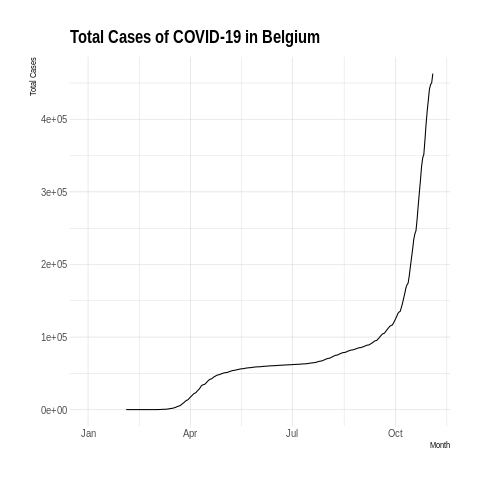 Total Cases of COVID-19 in Belgium
Total Cases
4e+05
3e+05
2e+05
1e+05
0e+00
Jan Apr Jul Oct
Month